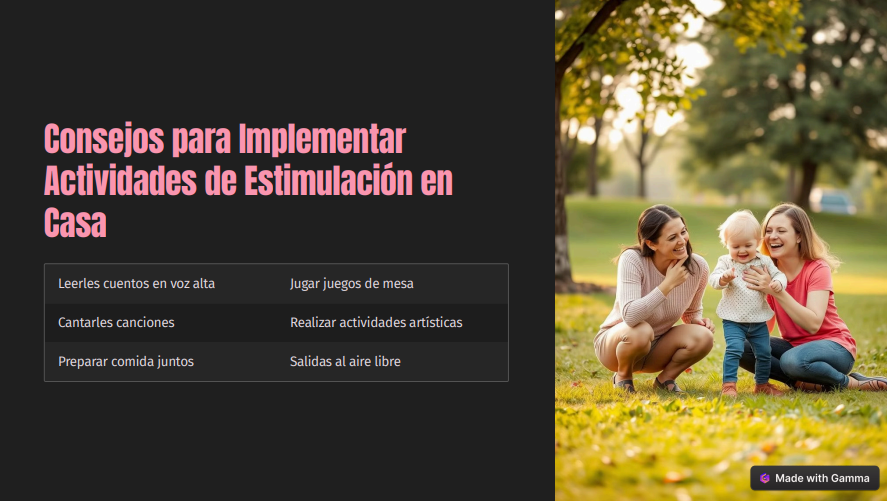 Consejos para Implementar
Actividades de Estimulación en
Casa
Leerles cuentos en voz alta Jugar juegos de mesa
Cantarles canciones Realizar actividades artísticas
Preparar comida juntos Salidas al aire libre
Made with Gamma